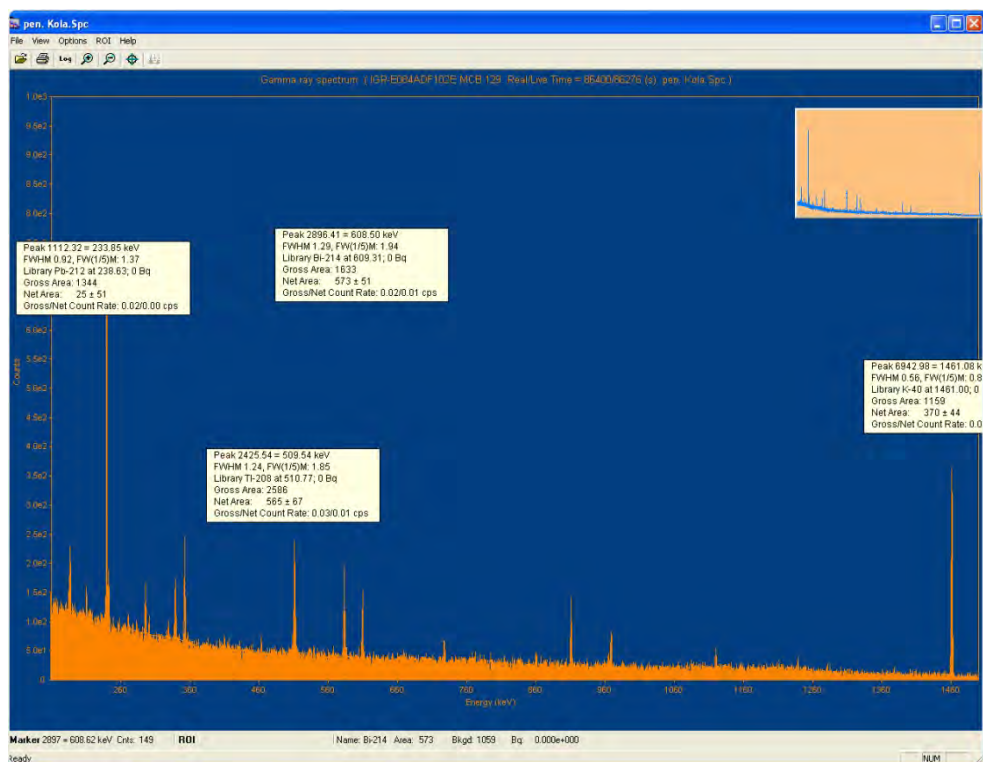 pen. Kola.Spc
File View Options ROI Help
Log
Gamma ray spectrum ( IGR-E084ADF102E MCB 129 Real/Live Time = 86400/86276 (s) pen. Kola.Spc )
1.0e3
9.5e2
9.0e2
8.5e2
8.0e2
Peak 2896.41 = 608.50 keV
FWHM 1.29, FW(1/5)M: 1.94
Library Bi-214 at 609.31; 0 Bq
Gross Area: 1633
Net Area: 573 ± 51
Gross/Net Count Rate: 0.02/0.01 cps
Peak 1112.32 = 233.85 keV
FWHM 0.92, FW(1/5)M: 1.37
Library Pb-212 at 238.63; 0 Bq
Gross Area: 1344
Net Area: 25 ± 51
Gross/Net Count Rate: 0.02/0.00 cps
6.0e2
5.5e2
5.0e2
4.5e2
4.0e2
3.5e2
3.0e2
2.5e2
2.0e2
1.5e2
1.0e2
5.0e1
0
Counts
Peak 6942.98 = 1461.08 k
FWHM 0.56, FW(1/5)M: 0.8
Library K-40 at 1461.00; 0
Gross Area: 1159
Net Area: 370 ± 44
Gross/Net Count Rate: 0.0
Peak 2425.54 = 509.54 keV
FWHM 1.24, FW(1/5)M: 1.85
Library Tl-208 at 510.77; 0 Bq
Gross Area: 2586
Net Area: 565 ± 67
Gross/Net Count Rate: 0.03/0.01 cps
260 360 460 560 660 760 860 960 1060 1160 1260 1360 1460
Energy (keV)
Marker 2897 = 608.62 keV Cnts: 149 ROI Name: Bi-214 Area: 573 Bkgd: 1059 Bq: 0.000e+000
Ready NUM